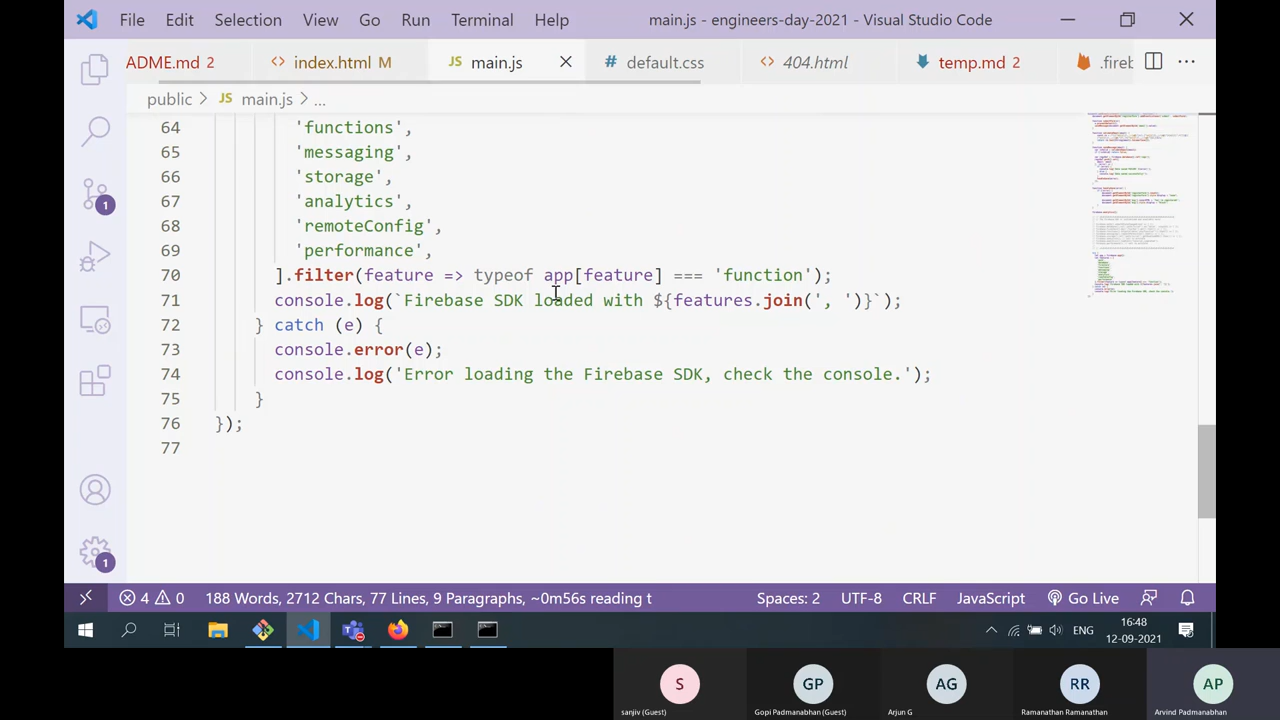 File Edit Selection View Go Run Terminal Help main.js - engineers-day-2021 - Visual Studio Code
ADME.md 2 <> index.html M JS main.js # default.css <> 404.html temp.md 2 .fireb
public > JS main.js > ...
64 'functions'
65 'messaging'
66 'storage',
67 'analytics'
68 'remoteConfig',
69 'performance',
70 ].filter(feature => typeof app[feature] === 'function')
71 console.log(`Firebase SDK loaded with ${features.join(', ')}`);
72 } catch (e) {
73 console.error(e);
74 console.log('Error loading the Firebase SDK, check the console.');
75 }
76 });
77
1
1
4 0 188 Words, 2712 Chars, 77 Lines, 9 Paragraphs, ~0m56s reading t Spaces: 2 UTF-8 CRLF JavaScript Go Live
ENG 16:48
12-09-2021
S GP AG RR AP
sanjiv (Guest) Gopi Padmanabhan (Guest) Arjun G Ramanathan Ramanathan Arvind Padmanabhan